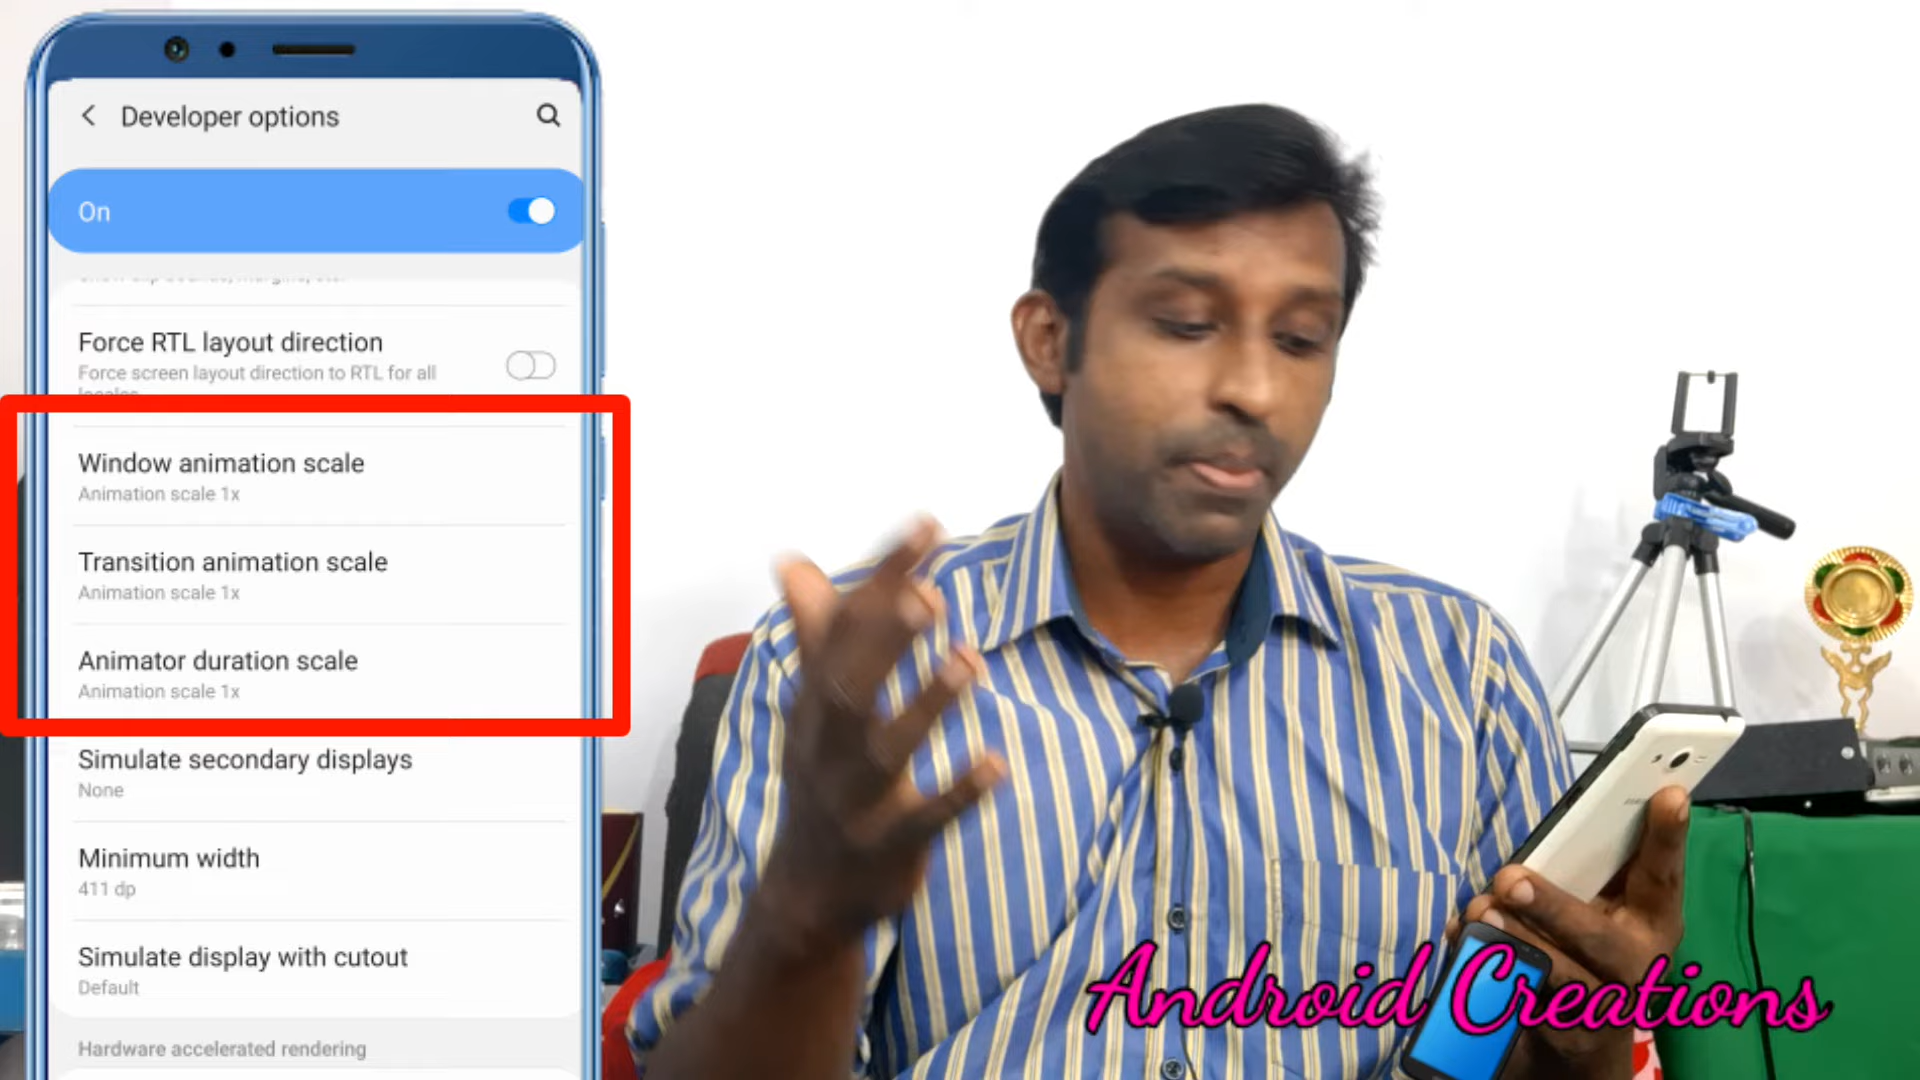 Developer options
On
Force RTL layout direction
Force screen layout direction to RTL for all
locales
Window animation scale
Animation scale 1x
Transition animation scale
Animation scale 1x
Animator duration scale
Animation scale 1x
Simulate secondary displays
None
Minimum width
411 dp
Simulate display with cutout
Default
Hardware accelerated rendering
Android Creations